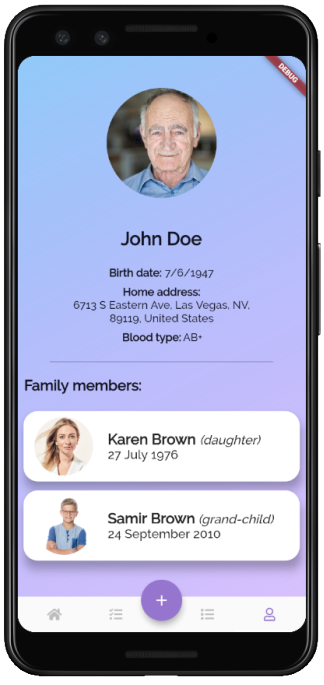 DEBUG
John Doe
Birth date: 7/6/1947
Home address:
6713 S Eastern Ave, Las Vegas, NV,
89119, United States
Blood type: AB+
Family members:
Karen Brown (daughter)
27 July 1976
Samir Brown (grand-child)
24 September 2010
+